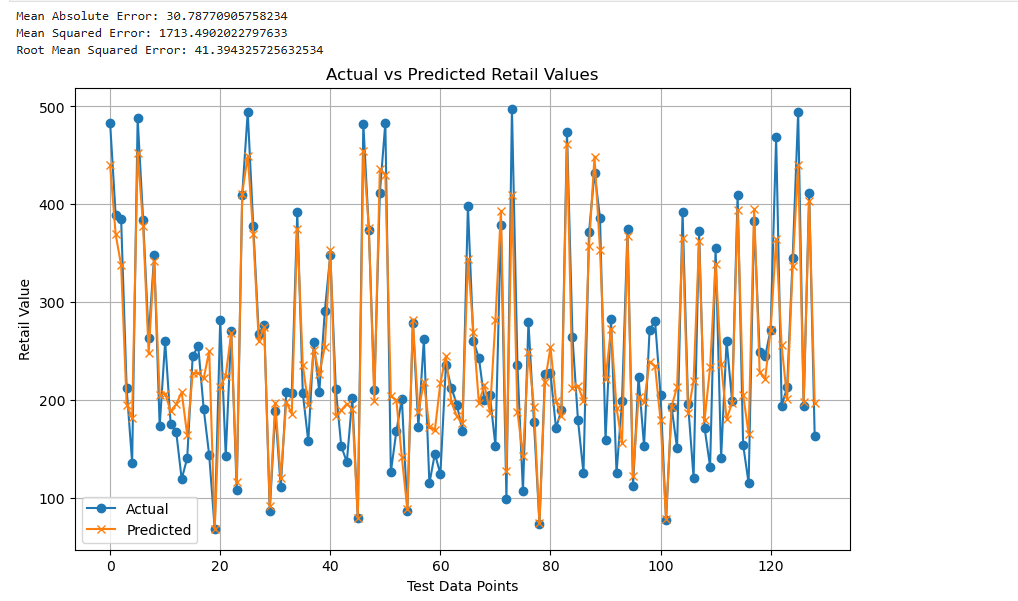 Mean Absolute Error: 30.78770905758234
Mean Squared Error: 1713.4902022797633
Root Mean Squared Error: 41.394325725632534
Actual vs Predicted Retail Values
500
400
300
200
100
Retail Value
Actual
Predicted
0 20 40 60 80 100 120
Test Data Points